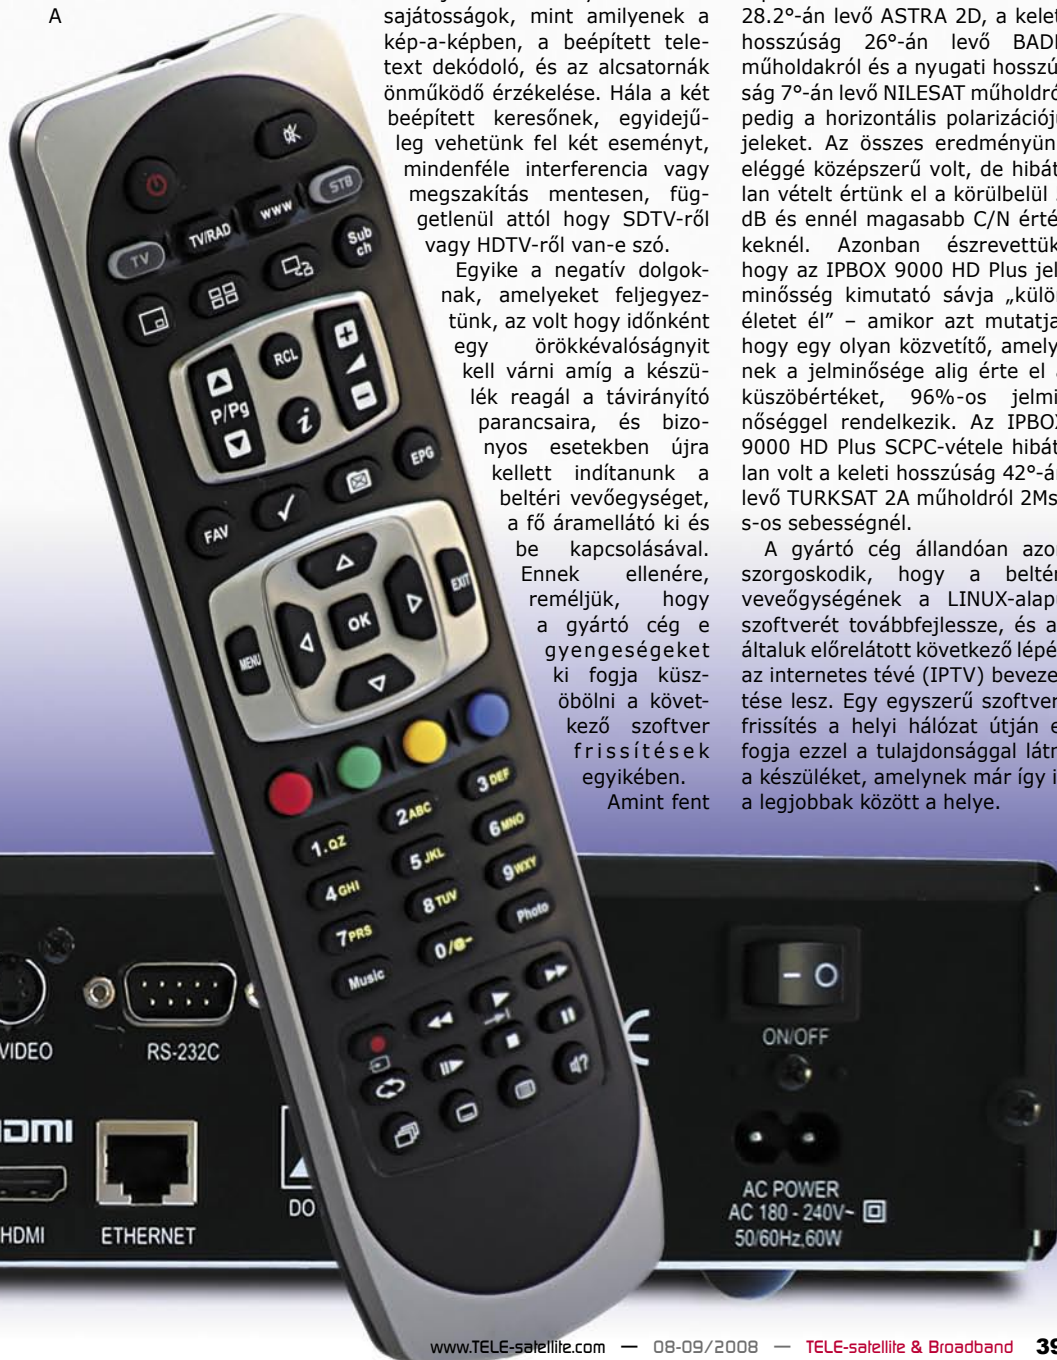 A
sajátosságok, mint amilyenek a
kép-a-képben, a beépített tele-
text dekódoló, és az alcsatornák
önműködő érzékelése. Hála a két
beépített keresőnek, egyidejű-
leg vehetünk fel két eseményt,
mindenféle interferencia vagy
megszakítás mentesen, füg-
getlenül attól hogy SDTV-ről
vagy HDTV-ről van-e szó.
Egyike a negatív dolgok-
nak, amelyeket feljegyez-
tünk, az volt hogy időnként
egy örökkévalóságnyit
kell várni amíg a készü-
lék reagál a távirányító
parancsaira, és bizo-
nyos esetekben újra
kellett indítanunk a
beltéri vevőegységet,
a fő áramellátó ki és
be kapcsolásával.
Ennek ellenére,
reméljük, hogy
a gyártó cég e
gyengeségeket
ki fogja küsz-
öbölni a követ-
kező szoftver
frissítések
egyikében.
Amint fent
28.2°-án levő ASTRA 2D, a kelet
hosszúság 26°-án levő BAD
műholdakról és a nyugati hosszú
ság 7°-án levő NILESAT műholdró
pedig a horizontális polarizációjú
jeleket. Az összes eredményün
eléggé középszerű volt, de hibát
lan vételt értünk el a körülbelül
dB és ennél magasabb C/N érté
keknél. Azonban észrevettük
hogy az IPBOX 9000 HD Plus jel
minősség kimutató sávja „külön
életet él” – amikor azt mutatja
hogy egy olyan közvetítő, amely
nek a jelminősége alig érte el a
küszöbértéket, 96%-os jelmi
nőséggel rendelkezik. Az IPBOX
9000 HD Plus SCPC-vétele hibát
lan volt a keleti hosszúság 42°-án
levő TURKSAT 2A műholdról 2Ms
s-os sebességnél.
A gyártó cég állandóan azon
szorgoskodik, hogy a beltér
veveőgységének a LINUX-alapú
szoftverét továbbfejlessze, és a
általuk előrelátott következő lépé
az internetes tévé (IPTV) beveze
tése lesz. Egy egyszerű szoftver
frissítés a helyi hálózat útján e
fogja ezzel a tulajdonsággal látn
a készüléket, amelynek már így i
a legjobbak között a helye.
TV TV/RAD www STB
Sub ch
RCL
P/Pg
i
FAV EPG
MENU OK EXIT
1.QZ 2ABC 3DEF
4GHI 5JKL 6MNO
7PRS 8TUV 9WXY
Music 0/@~ Photo
VIDEO RS-232C
HDMI
HDMI ETHERNET
DO
ON/OFF
AC POWER
AC 180 - 240V~
50/60Hz,60W
www.TELE-satellite.com — 08-09/2008 — TELE-satellite & Broadband 39